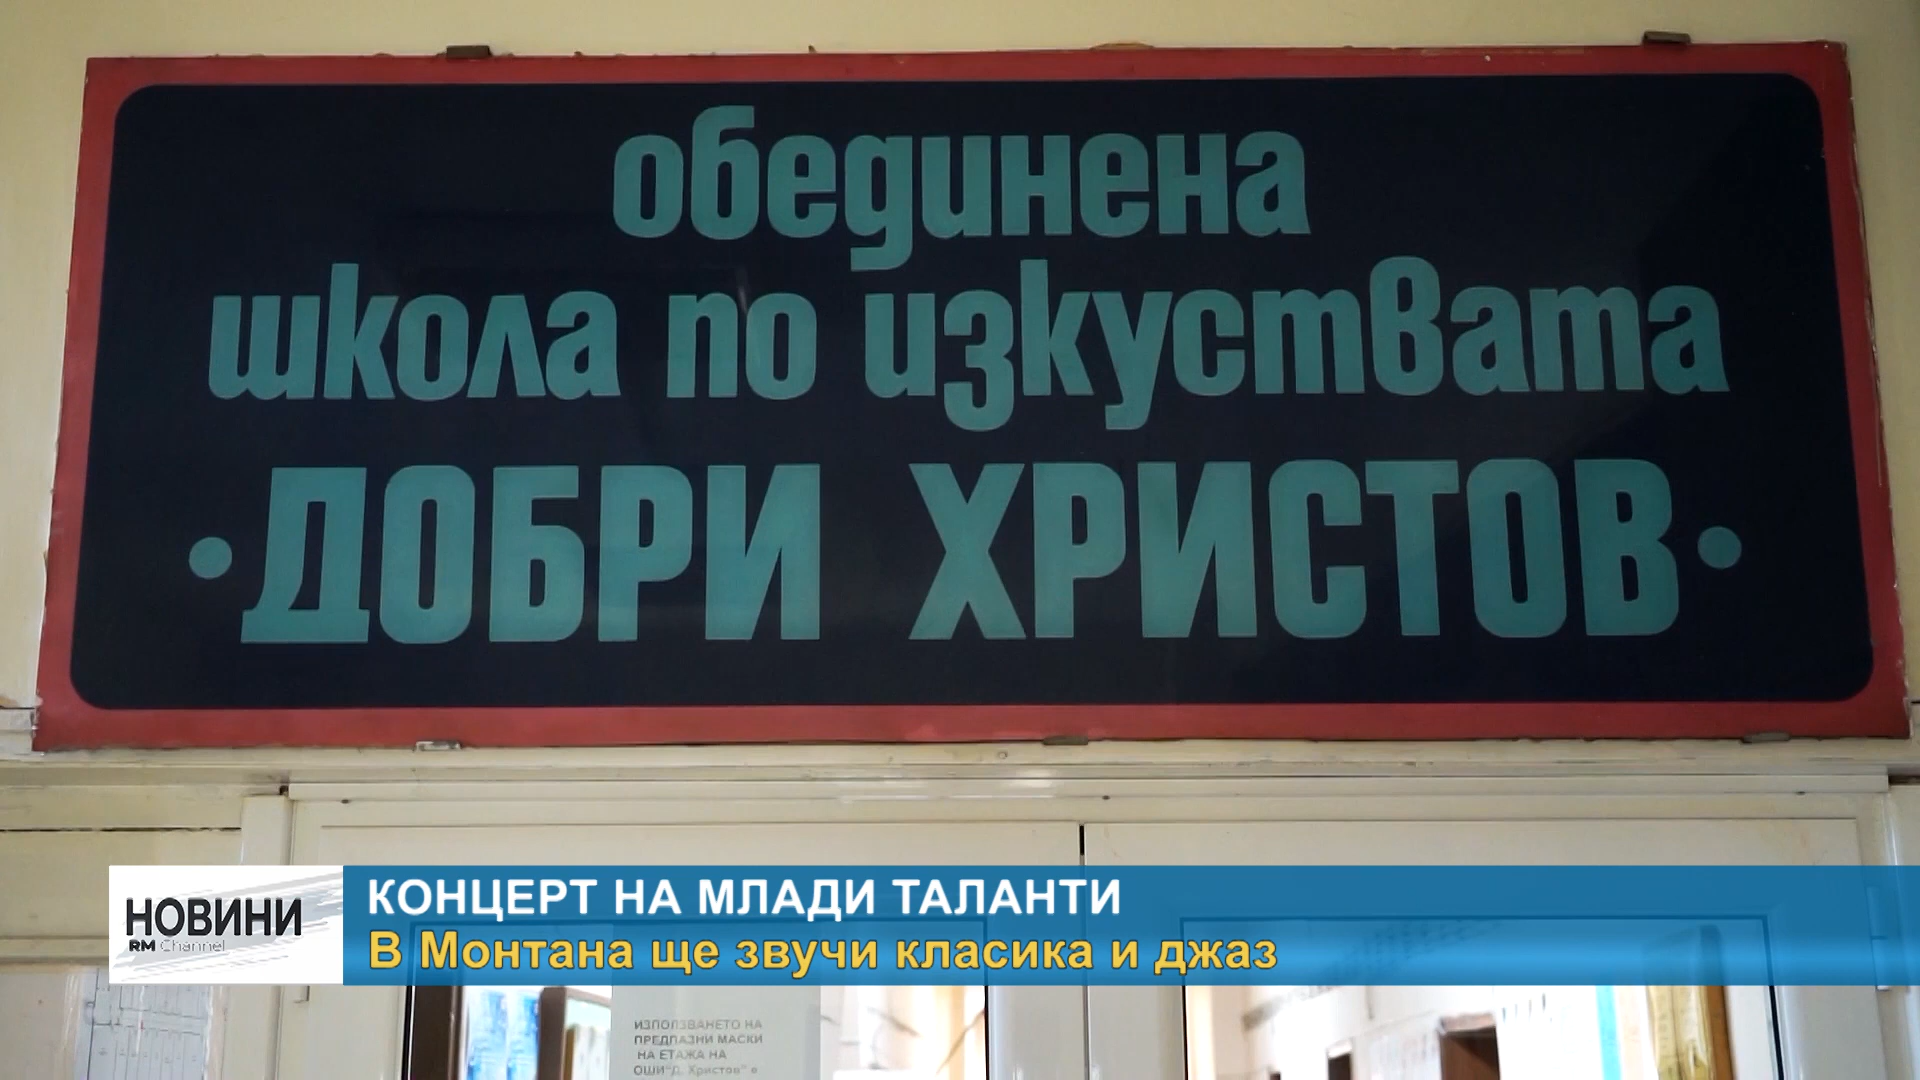 обединена
школа по изкуствата
• ДОБРИ ХРИСТОВ •
НОВИНИ
RM Channel
КОНЦЕРТ НА МЛАДИ ТАЛАНТИ
В Монтана ще звучи класика и джаз
ИЗПОЛЗВАНЕТО НА
ПРЕДПАЗНИ МАСКИ
НА ЕТАЖА НА
ОШИ"Д. Христов" е